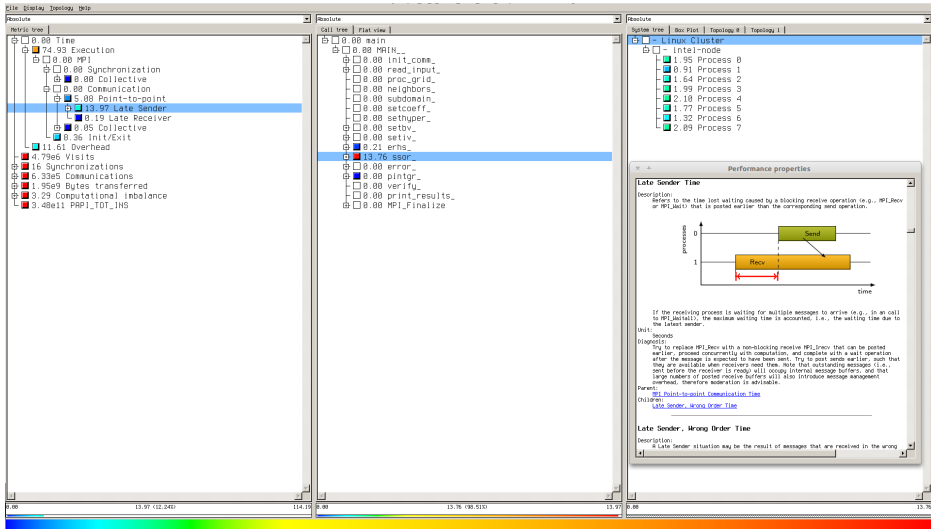 File Display Topology Help
Absolute
Metric tree
0.00 Time
74.93 Execution
0.00 MPI
0.00 Synchronization
0.00 Collective
0.00 Communication
5.08 Point-to-point
13.97 Late Sender
0.19 Late Receiver
0.05 Collective
0.36 Init/Exit
11.61 Overhead
4.79e6 Visits
16 Synchronizations
6.33e5 Communications
1.95e9 Bytes transferred
3.29 Computational imbalance
3.40e11 PAPI_TOT_INS
0.00 13.97 (12.24%) 114.19
Absolute
Call tree Flat view
0.00 main
0.00 MAIN__
0.00 init_comm_
0.00 read_input_
0.00 proc_grid_
0.00 neighbors_
0.00 subdomain_
0.00 setcoeff_
0.00 sethyper_
0.00 setbv_
0.00 setiv_
0.21 erhs_
13.76 ssor_
0.00 error_
0.00 pintgr_
0.00 verify_
0.00 print_results_
0.00 MPI_Finalize
0.00 13.76 (98.51%) 13.97
Absolute
System tree Box Plot Topology 0 Topology 1
- Linux Cluster
- intel-node
1.95 Process 0
0.91 Process 1
1.64 Process 2
1.99 Process 3
2.10 Process 4
1.77 Process 5
1.32 Process 6
2.09 Process 7
Performance properties
Late Sender Time
Description:
Refers to the time lost waiting caused by a blocking receive operation (e.g., MPI_Recv
or MPI_Wait) that is posted earlier than the corresponding send operation.
processes
0
Send
1
Recv
time
If the receiving process is waiting for multiple messages to arrive (e.g., in an call
to MPI_Waitall), the maximum waiting time is accounted, i.e., the waiting time due to
the latest sender.
Unit:
Seconds
Diagnosis:
Try to replace MPI_Recv with a non-blocking receive MPI_Irecv that can be posted
earlier, proceed concurrently with computation, and complete with a wait operation
after the message is expected to have been sent. Try to post sends earlier, such that
they are available when receivers need them. Note that outstanding messages (i.e.,
sent before the receiver is ready) will occupy internal message buffers, and that
large numbers of posted receive buffers will also introduce message management
overhead, therefore moderation is advisable.
Parent:
MPI Point-to-point Communication Time
Children:
Late Sender, Wrong Order Time
Late Sender, Wrong Order Time
Description:
A Late Sender situation may be the result of messages that are received in the wrong
0.00 13.76